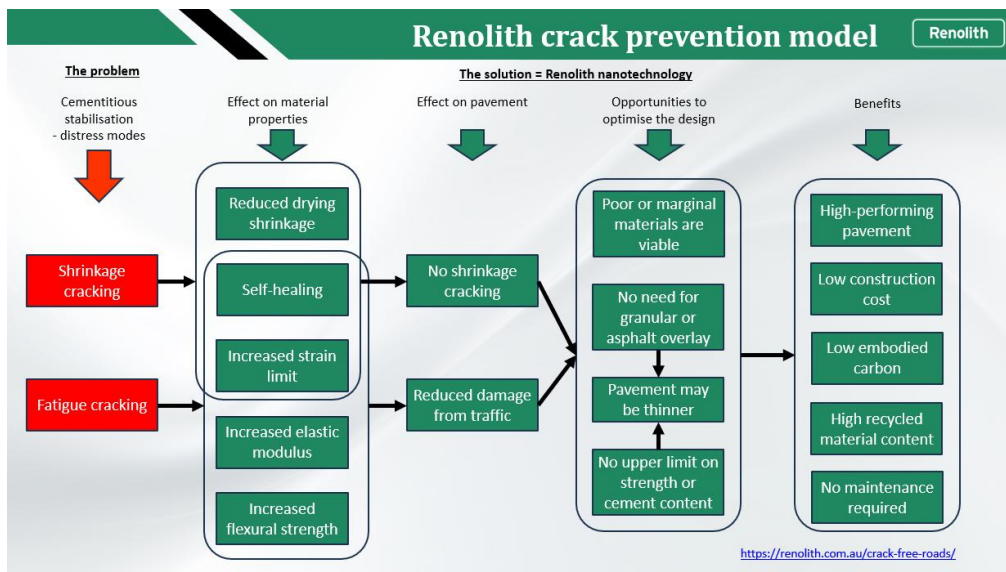 Renolith crack prevention model
Renolith
The problem
The solution = Renolith nanotechnology
Cementitious
stabilisation
- distress modes
Effect on material
properties
Effect on pavement
Opportunities to
optimise the design
Benefits
Shrinkage
cracking
Fatigue cracking
Reduced drying
shrinkage
Self-healing
Increased strain
limit
Increased elastic
modulus
Increased
flexural strength
No shrinkage
cracking
Reduced damage
from traffic
Poor or marginal
materials are
viable
No need for
granular or
asphalt overlay
Pavement may
be thinner
No upper limit on
strength or
cement content
High-performing
pavement
Low construction
cost
Low embodied
carbon
High recycled
material content
No maintenance
required
https://renolith.com.au/crack-free-roads/